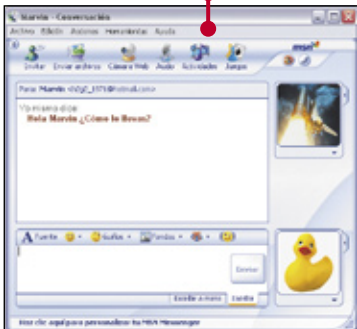 Marvin - Conversación
Archivo Edición Acciones Herramientas Ayuda
msn
Invitar Enviar archivos Cámara Web Audio Actividades Juegos
Para: Marvin
Yo mismo dice:
Hola Marvin ¿Cómo lo llevas?
A Fuente Guiños Fondos
Enviar
Escribir a mano Escribir
Haz clic aquí para personalizar tu MSN Messenger